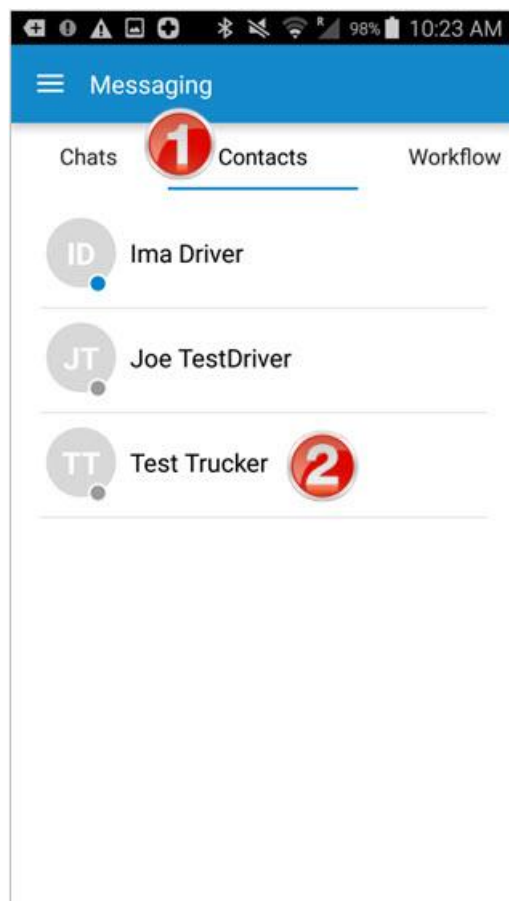 R 98% 10:23 AM
Messaging
Chats 1 Contacts Workflow
ID Ima Driver
JT Joe TestDriver
TT Test Trucker 2